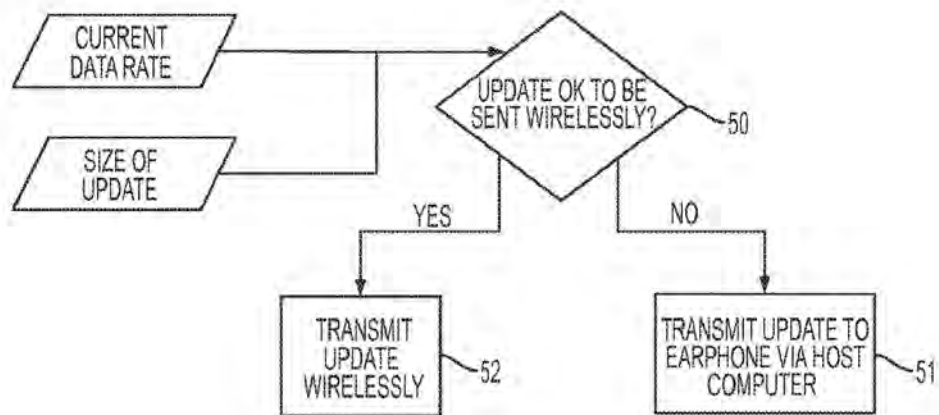 CURRENT
DATA RATE
UPDATE OK TO BE
SENT WIRELESSLY?
50
SIZE OF
UPDATE
YES
NO
TRANSMIT
UPDATE
WIRELESSLY
52
TRANSMIT UPDATE TO
EARPHONE VIA HOST
COMPUTER
51